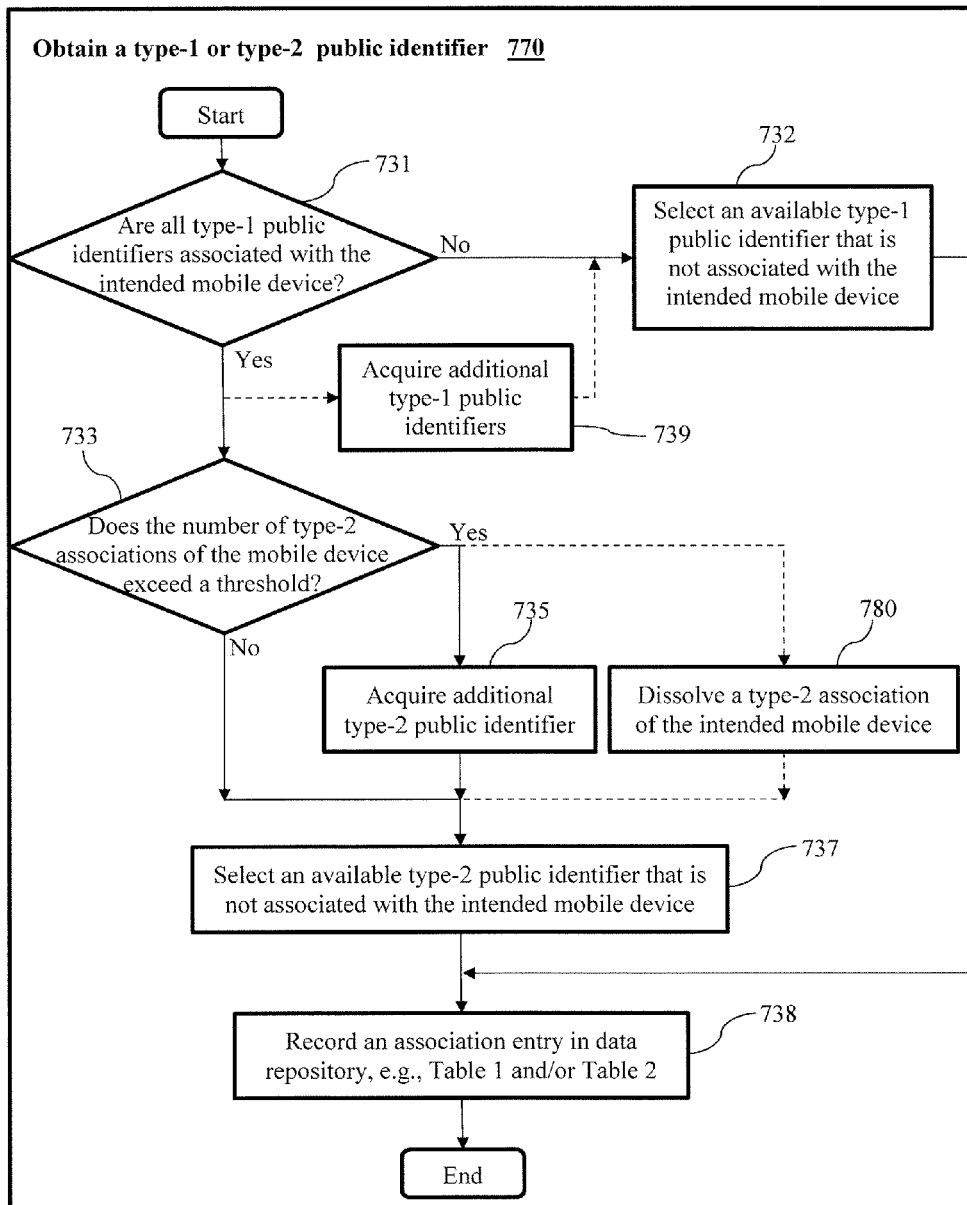 Obtain a type-1 or type-2 public identifier 770
Start
731
Are all type-1 public
identifiers associated with the
intended mobile device?
No
Yes
732
Select an available type-1
public identifier that is
not associated with the
intended mobile device
Acquire additional
type-1 public
identifiers
739
733
Does the number of type-2
associations of the mobile device
exceed a threshold?
Yes
No
735
Acquire additional
type-2 public identifier
780
Dissolve a type-2 association
of the intended mobile device
737
Select an available type-2 public identifier that is
not associated with the intended mobile device
738
Record an association entry in data
repository, e.g., Table 1 and/or Table 2
End